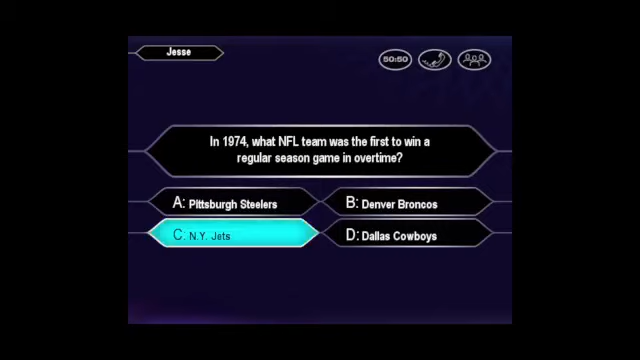 Jesse
50:50
In 1974, what NFL team was the first to win a
regular season game in overtime?
A: Pittsburgh Steelers
B: Denver Broncos
C: N.Y. Jets
D: Dallas Cowboys